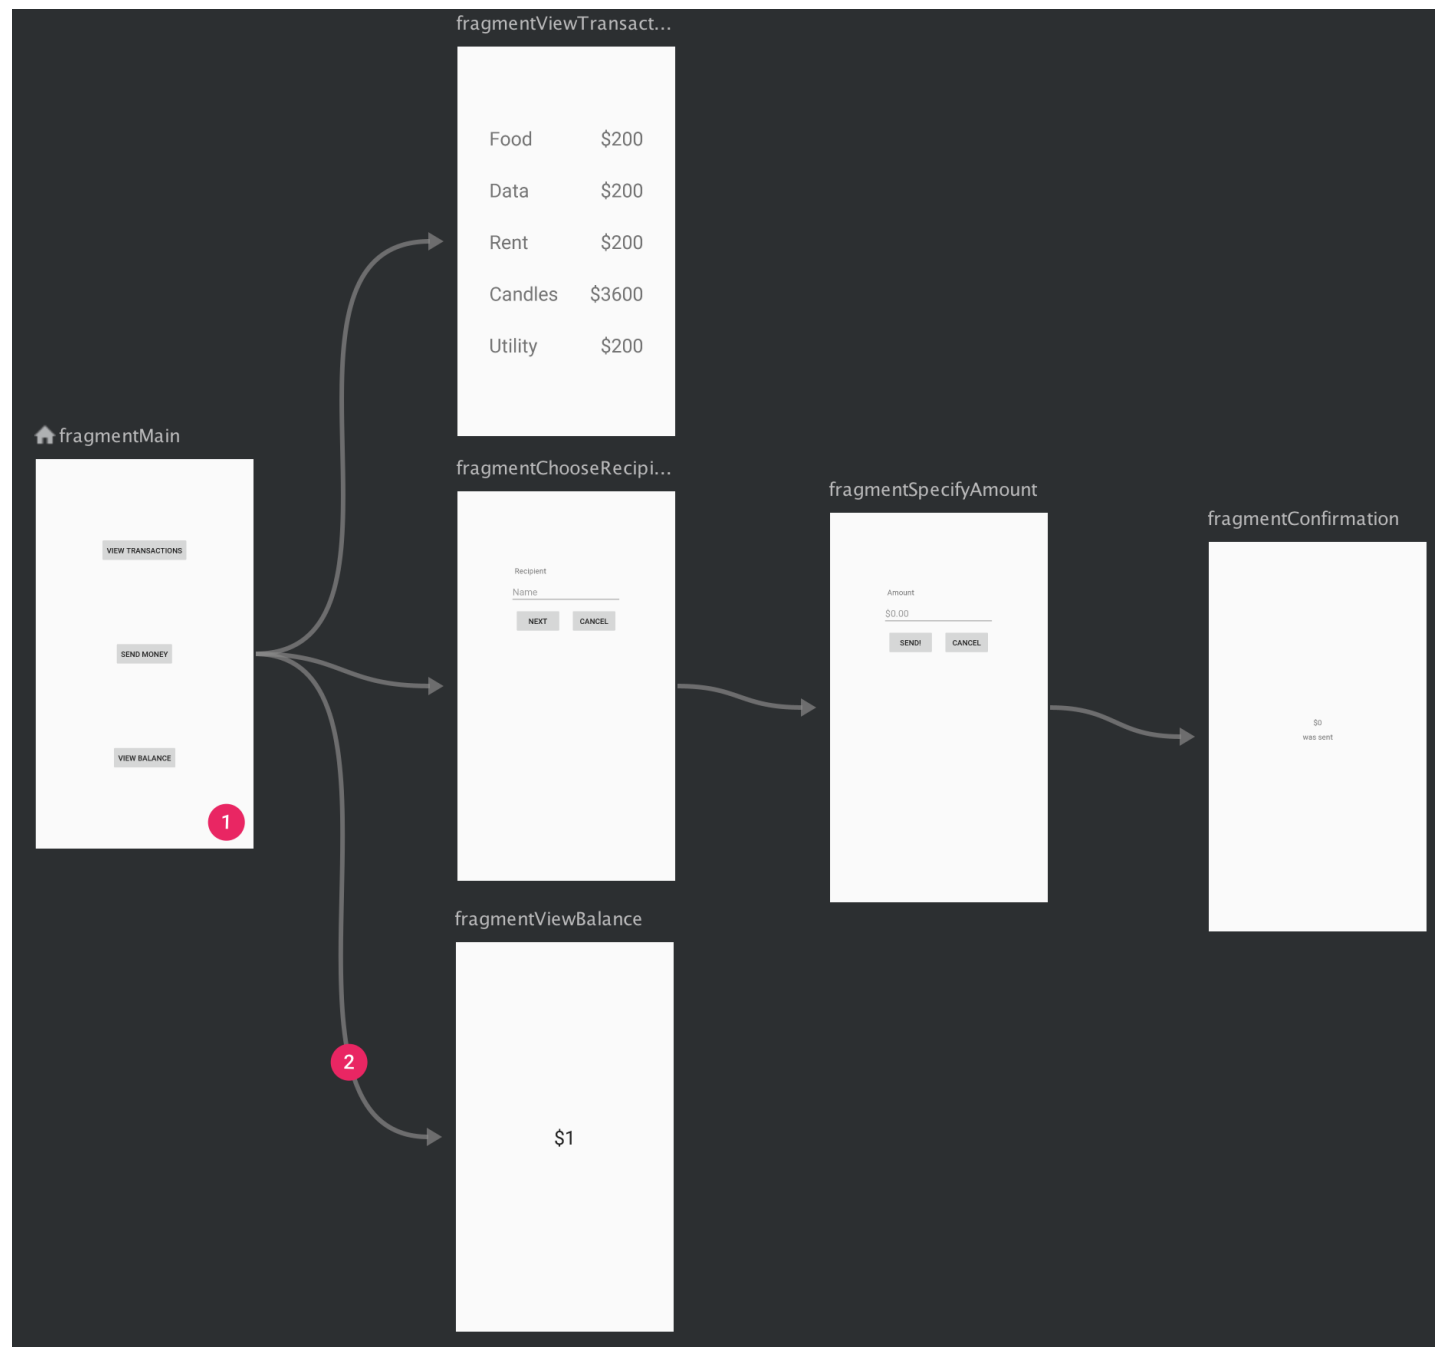 fragmentViewTransact...
Food $200
Data $200
Rent $200
Candles $3600
Utility $200
fragmentMain
VIEW TRANSACTIONS
SEND MONEY
VIEW BALANCE
1
fragmentChooseRecipi...
Recipient
Name
NEXT CANCEL
fragmentSpecifyAmount
Amount
$0.00
SEND! CANCEL
fragmentConfirmation
$0
was sent
fragmentViewBalance
2
$1